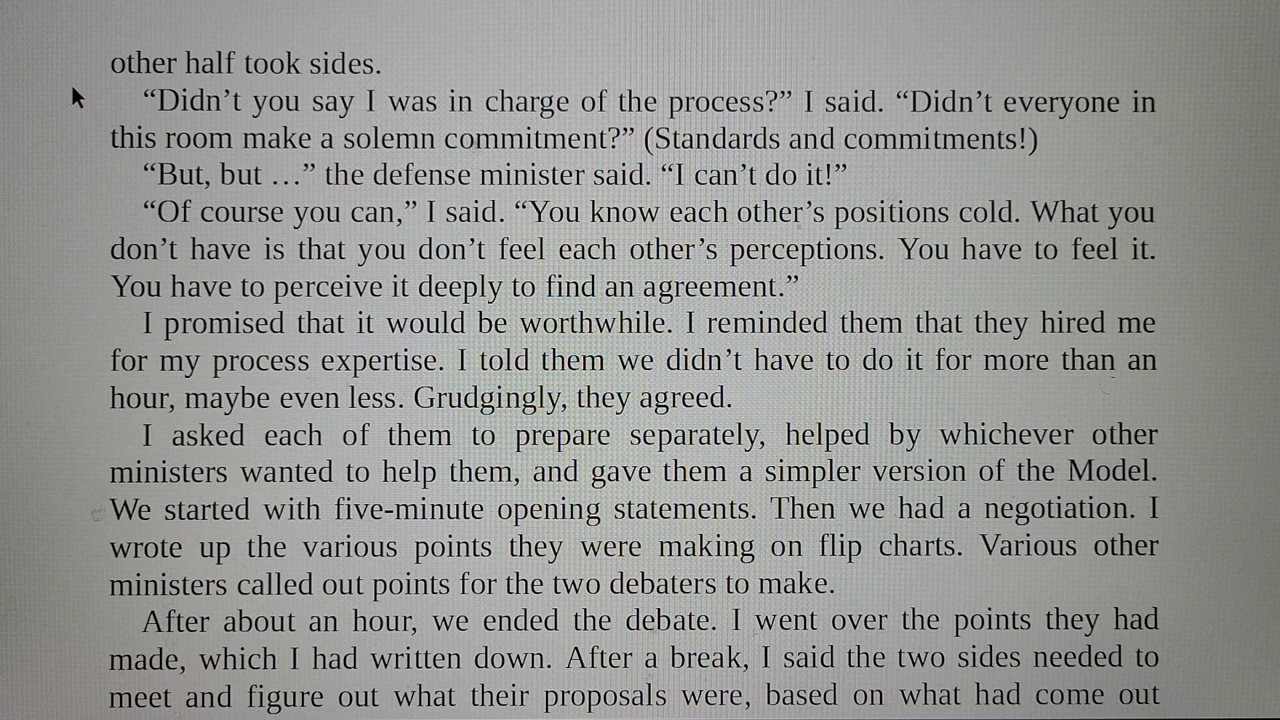 other half took sides.
“Didn’t you say I was in charge of the process?” I said. “Didn’t everyone in
this room make a solemn commitment?” (Standards and commitments!)
“But, but …” the defense minister said. “I can’t do it!”
“Of course you can,” I said. “You know each other’s positions cold. What you
don’t have is that you don’t feel each other’s perceptions. You have to feel it.
You have to perceive it deeply to find an agreement.”
I promised that it would be worthwhile. I reminded them that they hired me
for my process expertise. I told them we didn’t have to do it for more than an
hour, maybe even less. Grudgingly, they agreed.
I asked each of them to prepare separately, helped by whichever other
ministers wanted to help them, and gave them a simpler version of the Model.
We started with five-minute opening statements. Then we had a negotiation. I
wrote up the various points they were making on flip charts. Various other
ministers called out points for the two debaters to make.
After about an hour, we ended the debate. I went over the points they had
made, which I had written down. After a break, I said the two sides needed to
meet and figure out what their proposals were, based on what had come out